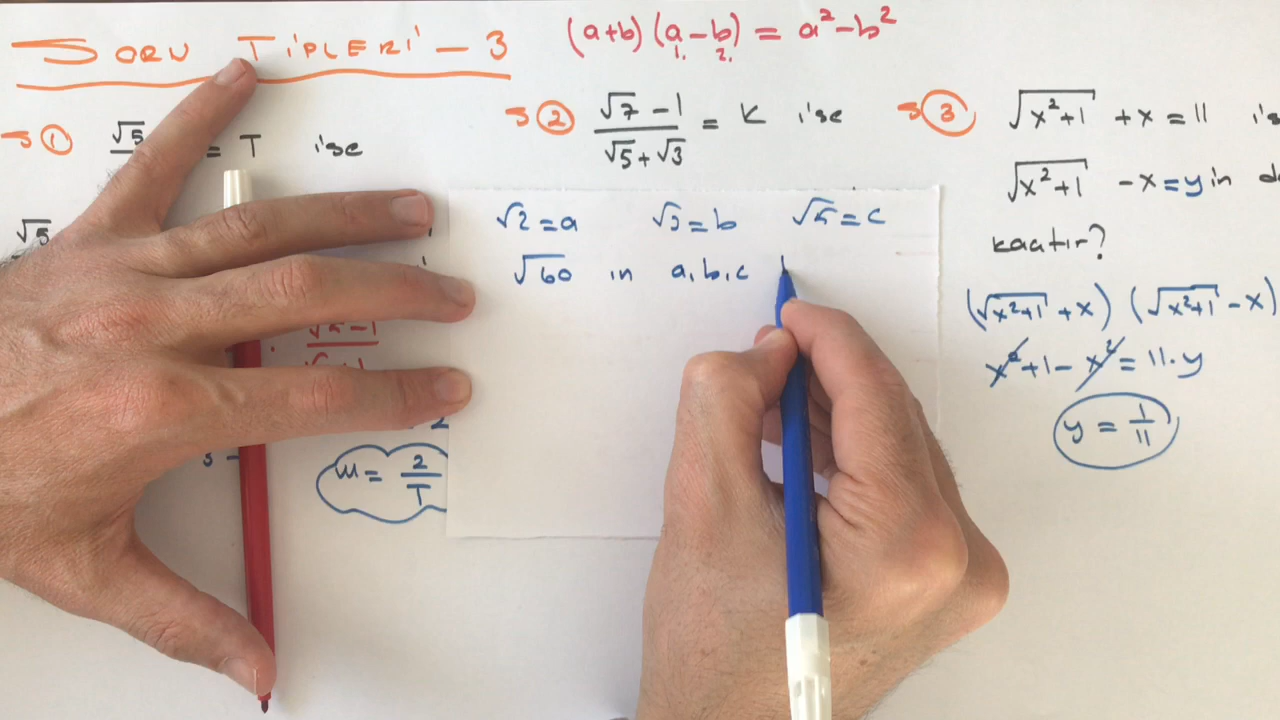 SORU TİPLERİ - 3
(a+b)(a-b) = a²-b²
1. 2.
S① √5 = T ise
√5
m = 2/T
S② (√7 - 1)/(√5+√3) = K ise
√2=a √3=b √5=c
√60 ın a,b,c
S③ √(x²+1) + x = 11
√(x²+1) - x = y in
kaçtır?
(√(x²+1) + x) (√(x²+1) - x)
x²+1-x² = 11.y
y = 1/11